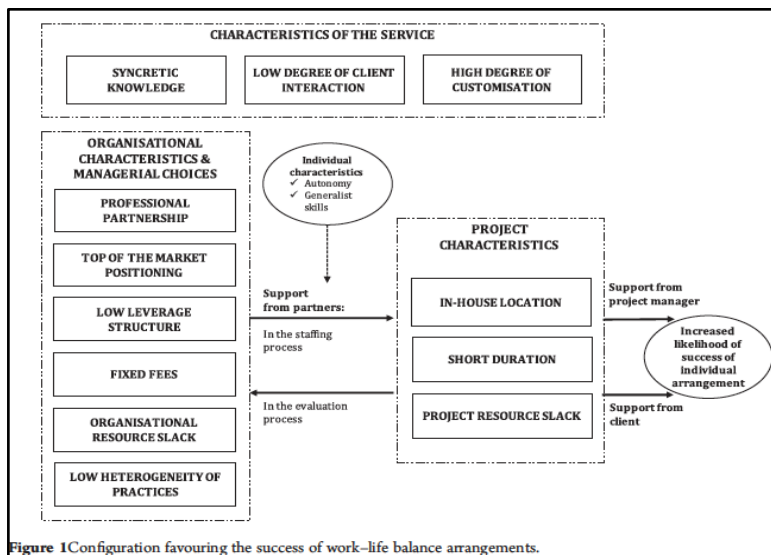 CHARACTERISTICS OF THE SERVICE
SYNCRETIC
KNOWLEDGE
LOW DEGREE OF CLIENT
INTERACTION
HIGH DEGREE OF
CUSTOMISATION
ORGANISATIONAL
CHARACTERISTICS &
MANAGERIAL CHOICES
PROFESSIONAL
PARTNERSHIP
TOP OF THE MARKET
POSITIONING
LOW LEVERAGE
STRUCTURE
FIXED FEES
ORGANISATIONAL
RESOURCE SLACK
LOW HETEROGENEITY OF
PRACTICES
Individual
characteristics
✓ Autonomy
✓ Generalist
skills
Support
from partners:
In the staffing
process
In the evaluation
process
PROJECT
CHARACTERISTICS
IN-HOUSE LOCATION
SHORT DURATION
PROJECT RESOURCE SLACK
Support from
project manager
Increased
likelihood of
success of
individual
arrangement
Support from
client
Figure 1Configuration favouring the success of work–life balance arrangements.